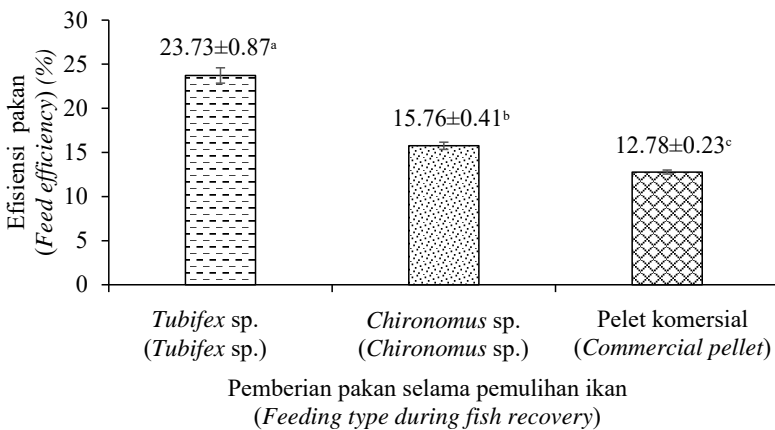 Efisiensi pakan
(Feed efficiency) (%)
30
25
20
15
10
5
0
23.73±0.87ᵃ
15.76±0.41ᵇ
12.78±0.23ᶜ
Tubifex sp.
(Tubifex sp.)
Chironomus sp.
(Chironomus sp.)
Pelet komersial
(Commercial pellet)
Pemberian pakan selama pemulihan ikan
(Feeding type during fish recovery)